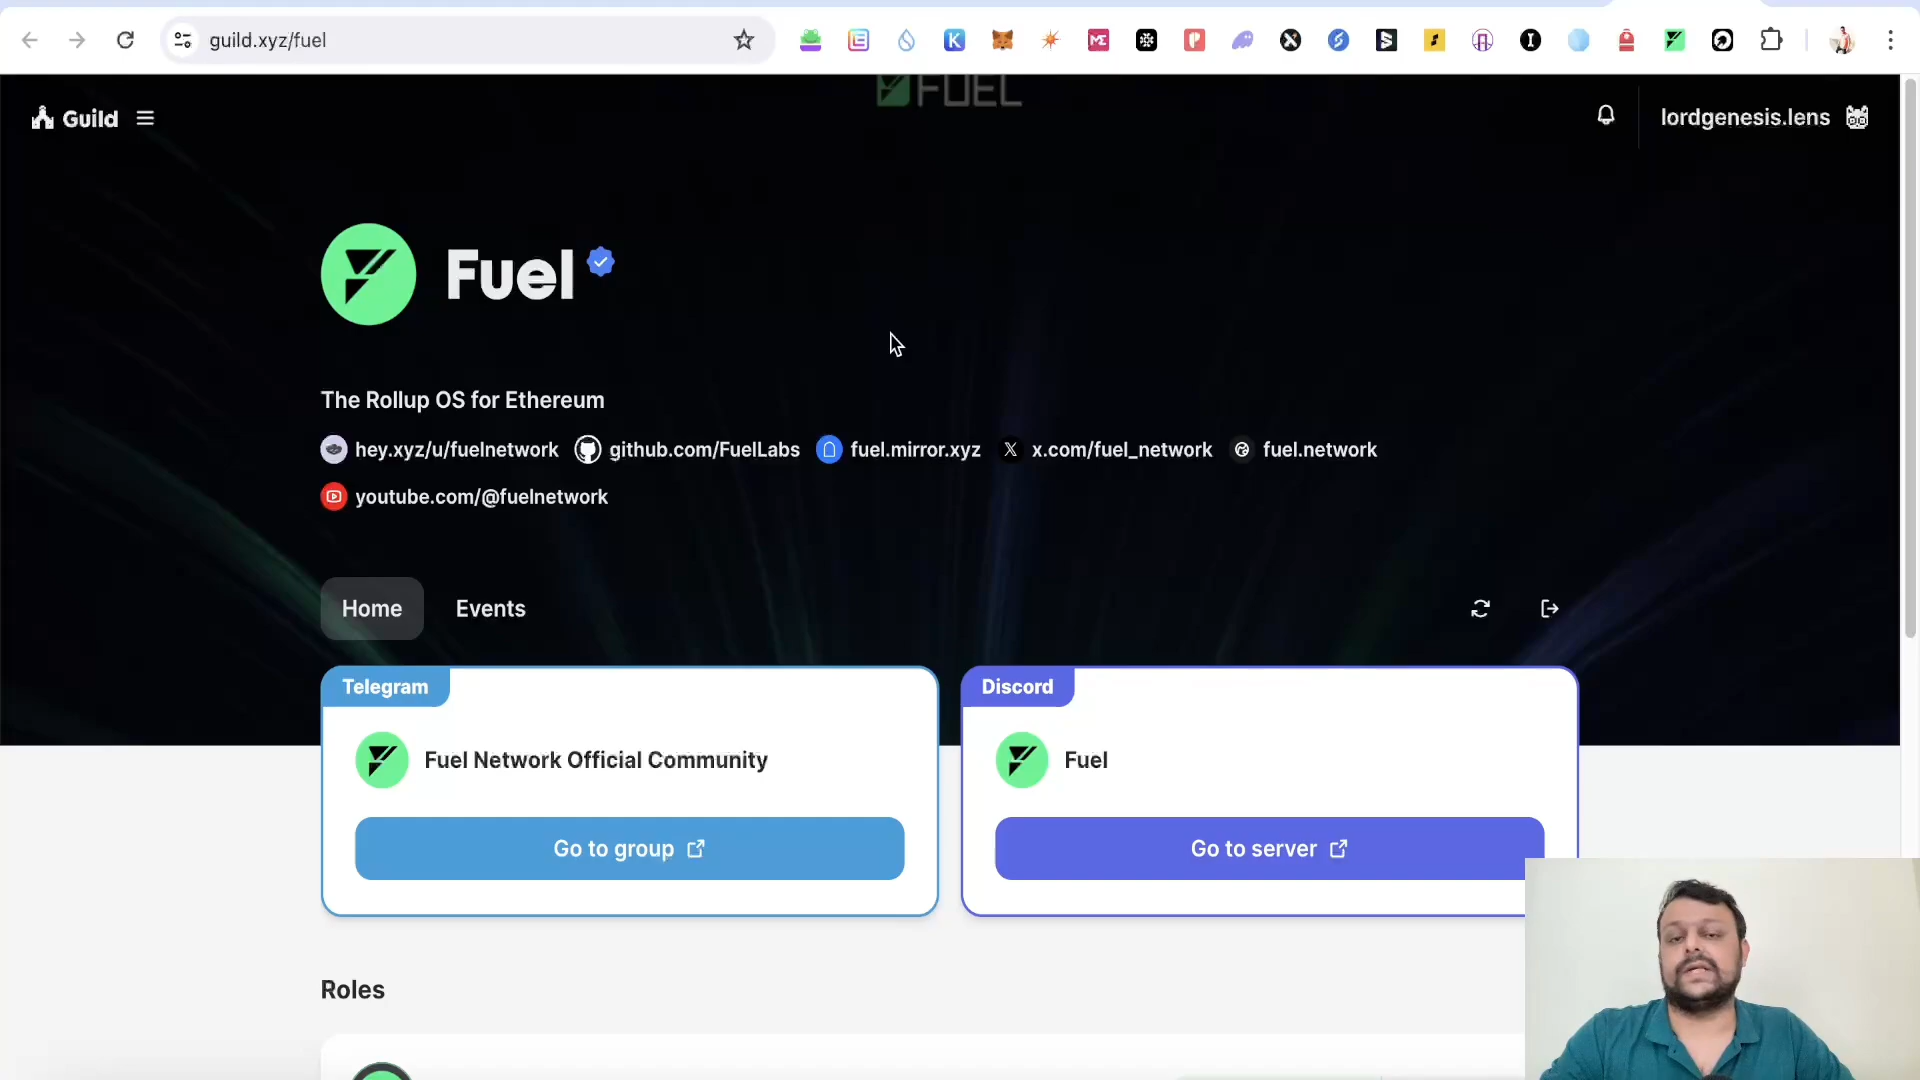 guild.xyz/fuel
FUEL
Guild
lordgenesis.lens
Fuel
The Rollup OS for Ethereum
hey.xyz/u/fuelnetwork github.com/FuelLabs fuel.mirror.xyz x.com/fuel_network fuel.network
youtube.com/@fuelnetwork
Home Events
Telegram
Fuel Network Official Community
Go to group
Discord
Fuel
Go to server
Roles